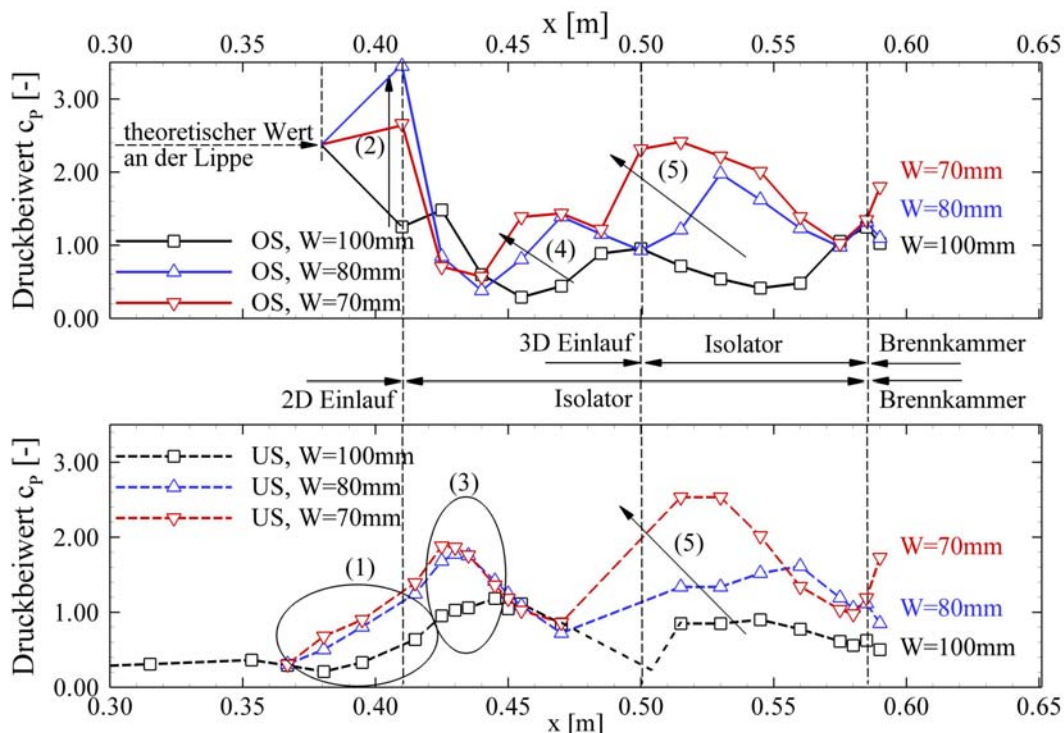 x [m]
0.30 0.35 0.40 0.45 0.50 0.55 0.60 0.65
Druckbeiwert cP [-]
3.00
2.00
1.00
0.00
theoretischer Wert
an der Lippe
(2)
(4)
(5)
OS, W=100mm
OS, W=80mm
OS, W=70mm
W=70mm
W=80mm
W=100mm
3D Einlauf Isolator Brennkammer
2D Einlauf Isolator Brennkammer
Druckbeiwert cP [-]
3.00
2.00
1.00
0.00
US, W=100mm
US, W=80mm
US, W=70mm
(1)
(3)
(5)
W=70mm
W=80mm
W=100mm
0.30 0.35 0.40 0.45 0.50 0.55 0.60 0.65
x [m]